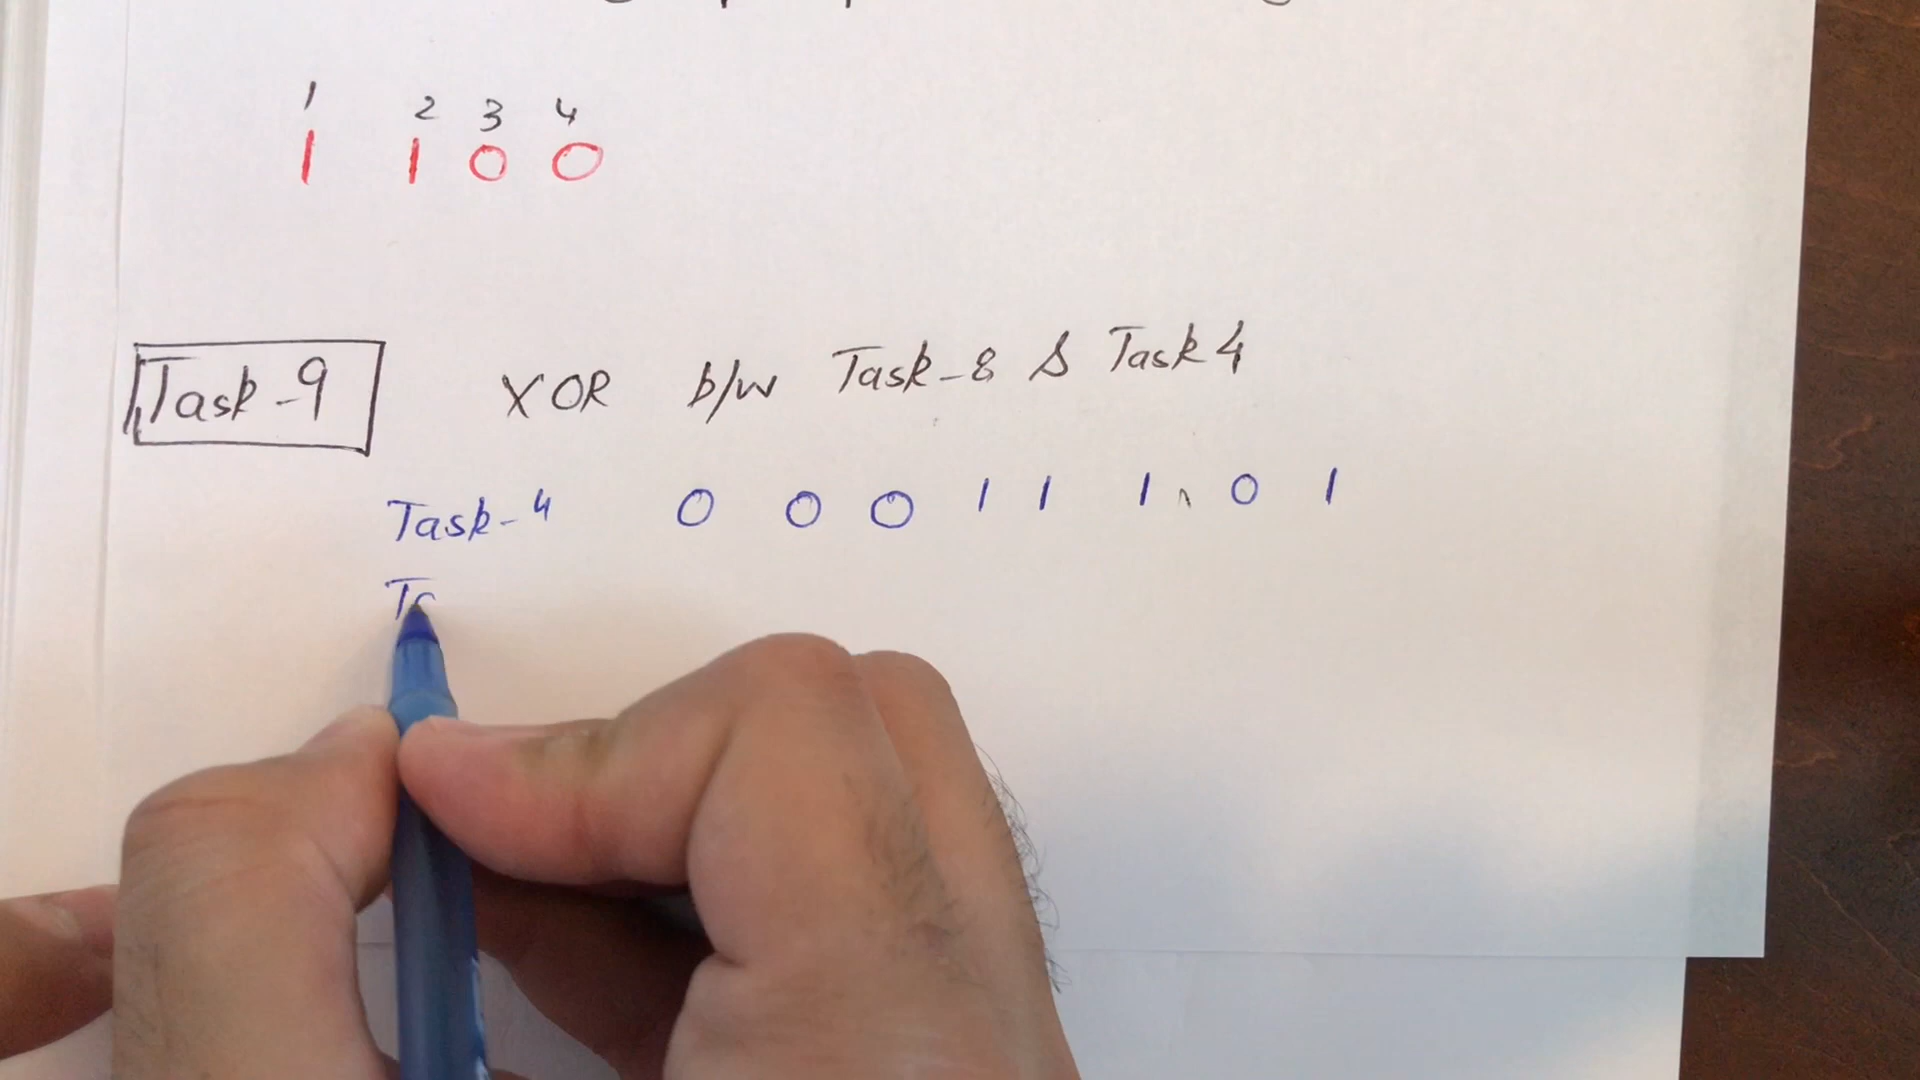 1 2 3 4
1 1 0 0
Task-9 XOR b/w Task-8 & Task 4
Task-4 0 0 0 1 1 1 0 1
Ta